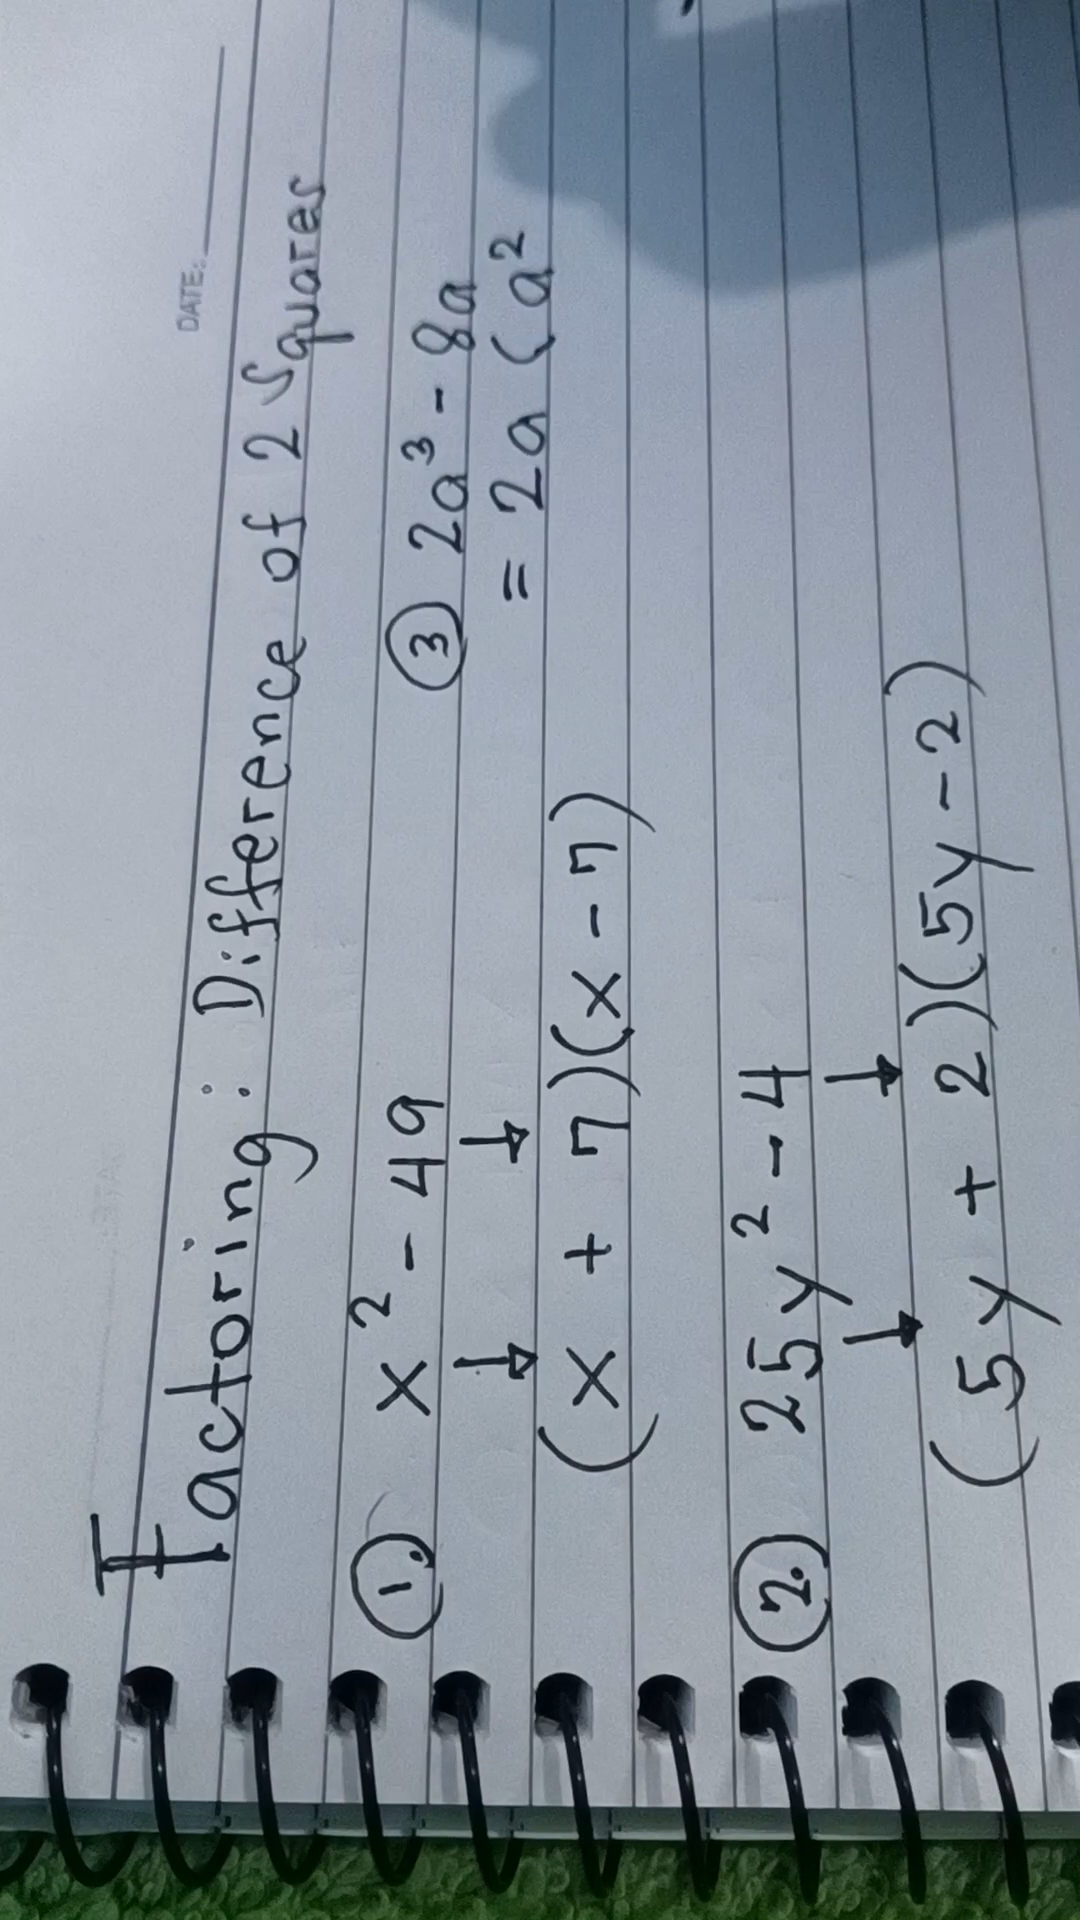 DATE:
Factoring: Difference of 2 Squares
1. x² - 49
(x + 7)(x - 7)
2. 25y² - 4
(5y + 2)(5y - 2)
3 2a³ - 8a
= 2a (a²